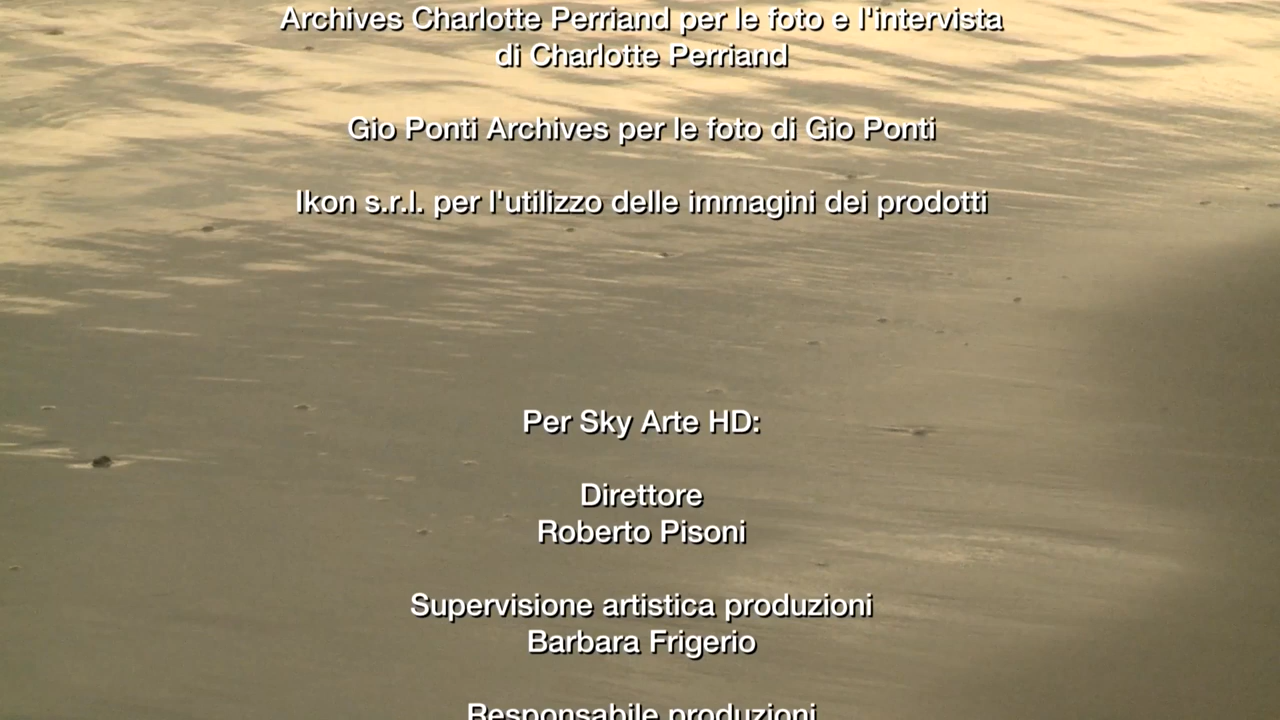 Archives Charlotte Perriand per le foto e l'intervista
di Charlotte Perriand
Gio Ponti Archives per le foto di Gio Ponti
Ikon s.r.l. per l'utilizzo delle immagini dei prodotti
Per Sky Arte HD:
Direttore
Roberto Pisoni
Supervisione artistica produzioni
Barbara Frigerio
Responsabile produzioni